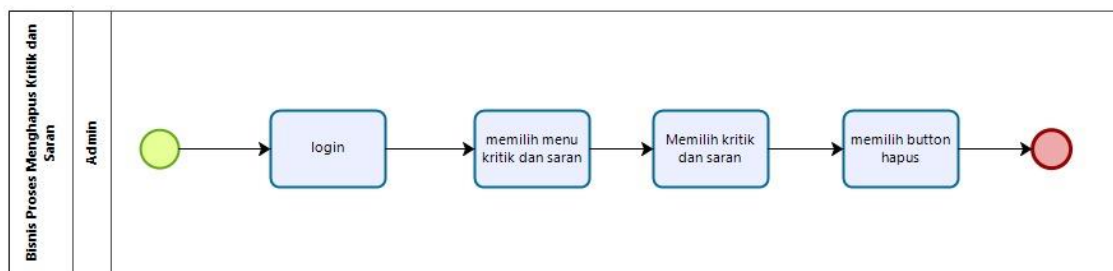 Bisnis Proses Menghapus Kritik dan
Saran
Admin
login
memilih menu
kritik dan saran
Memilih kritik
dan saran
memilih button
hapus